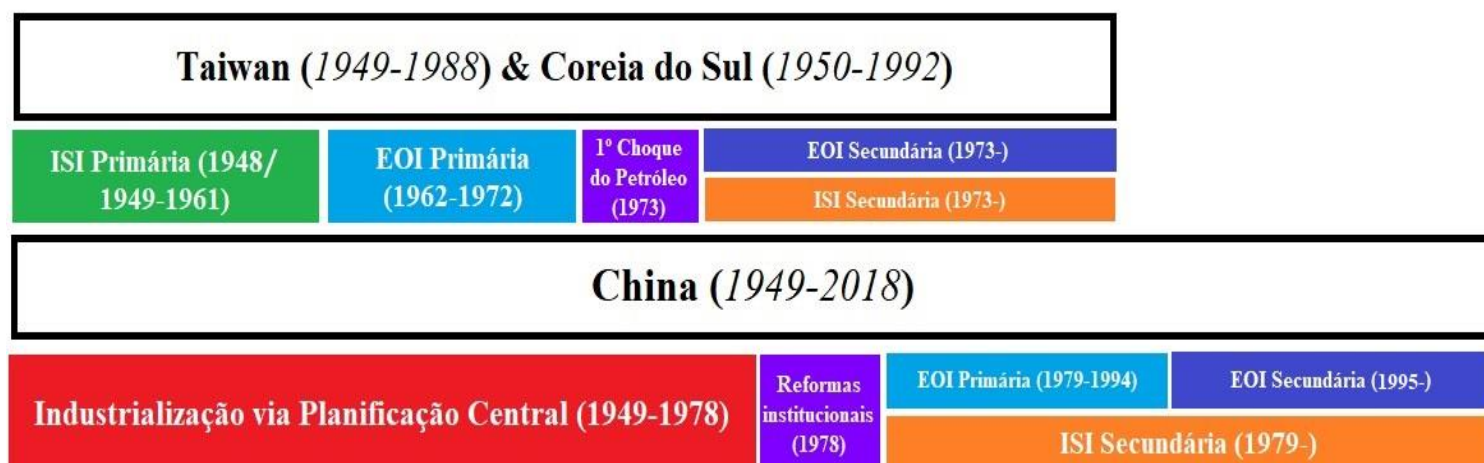 Taiwan (1949-1988) & Coreia do Sul (1950-1992)
ISI Primária (1948/
1949-1961)
EOI Primária
(1962-1972)
1º Choque
do Petróleo
(1973)
EOI Secundária (1973-)
ISI Secundária (1973-)
China (1949-2018)
Industrialização via Planificação Central (1949-1978)
Reformas
institucionais
(1978)
EOI Primária (1979-1994)
EOI Secundária (1995-)
ISI Secundária (1979-)